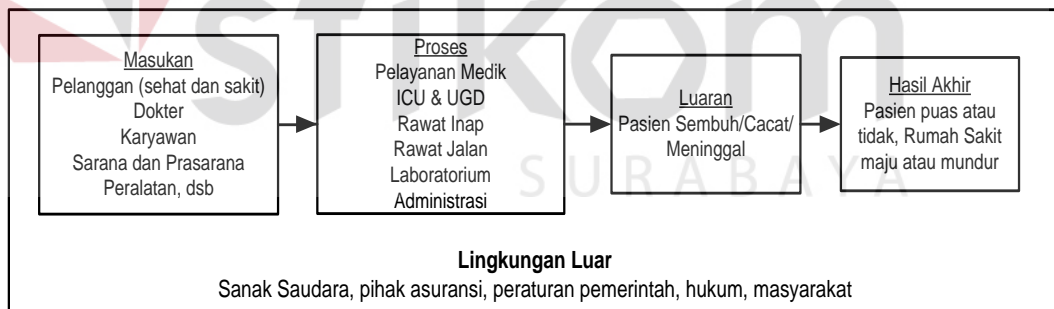 Masukan
Pelanggan (sehat dan sakit)
Dokter
Karyawan
Sarana dan Prasarana
Peralatan, dsb
Proses
Pelayanan Medik
ICU & UGD
Rawat Inap
Rawat Jalan
Laboratorium
Administrasi
Luaran
Pasien Sembuh/Cacat/
Meninggal
Hasil Akhir
Pasien puas atau
tidak, Rumah Sakit
maju atau mundur
stikom
SURABAYA
Lingkungan Luar
Sanak Saudara, pihak asuransi, peraturan pemerintah, hukum, masyarakat